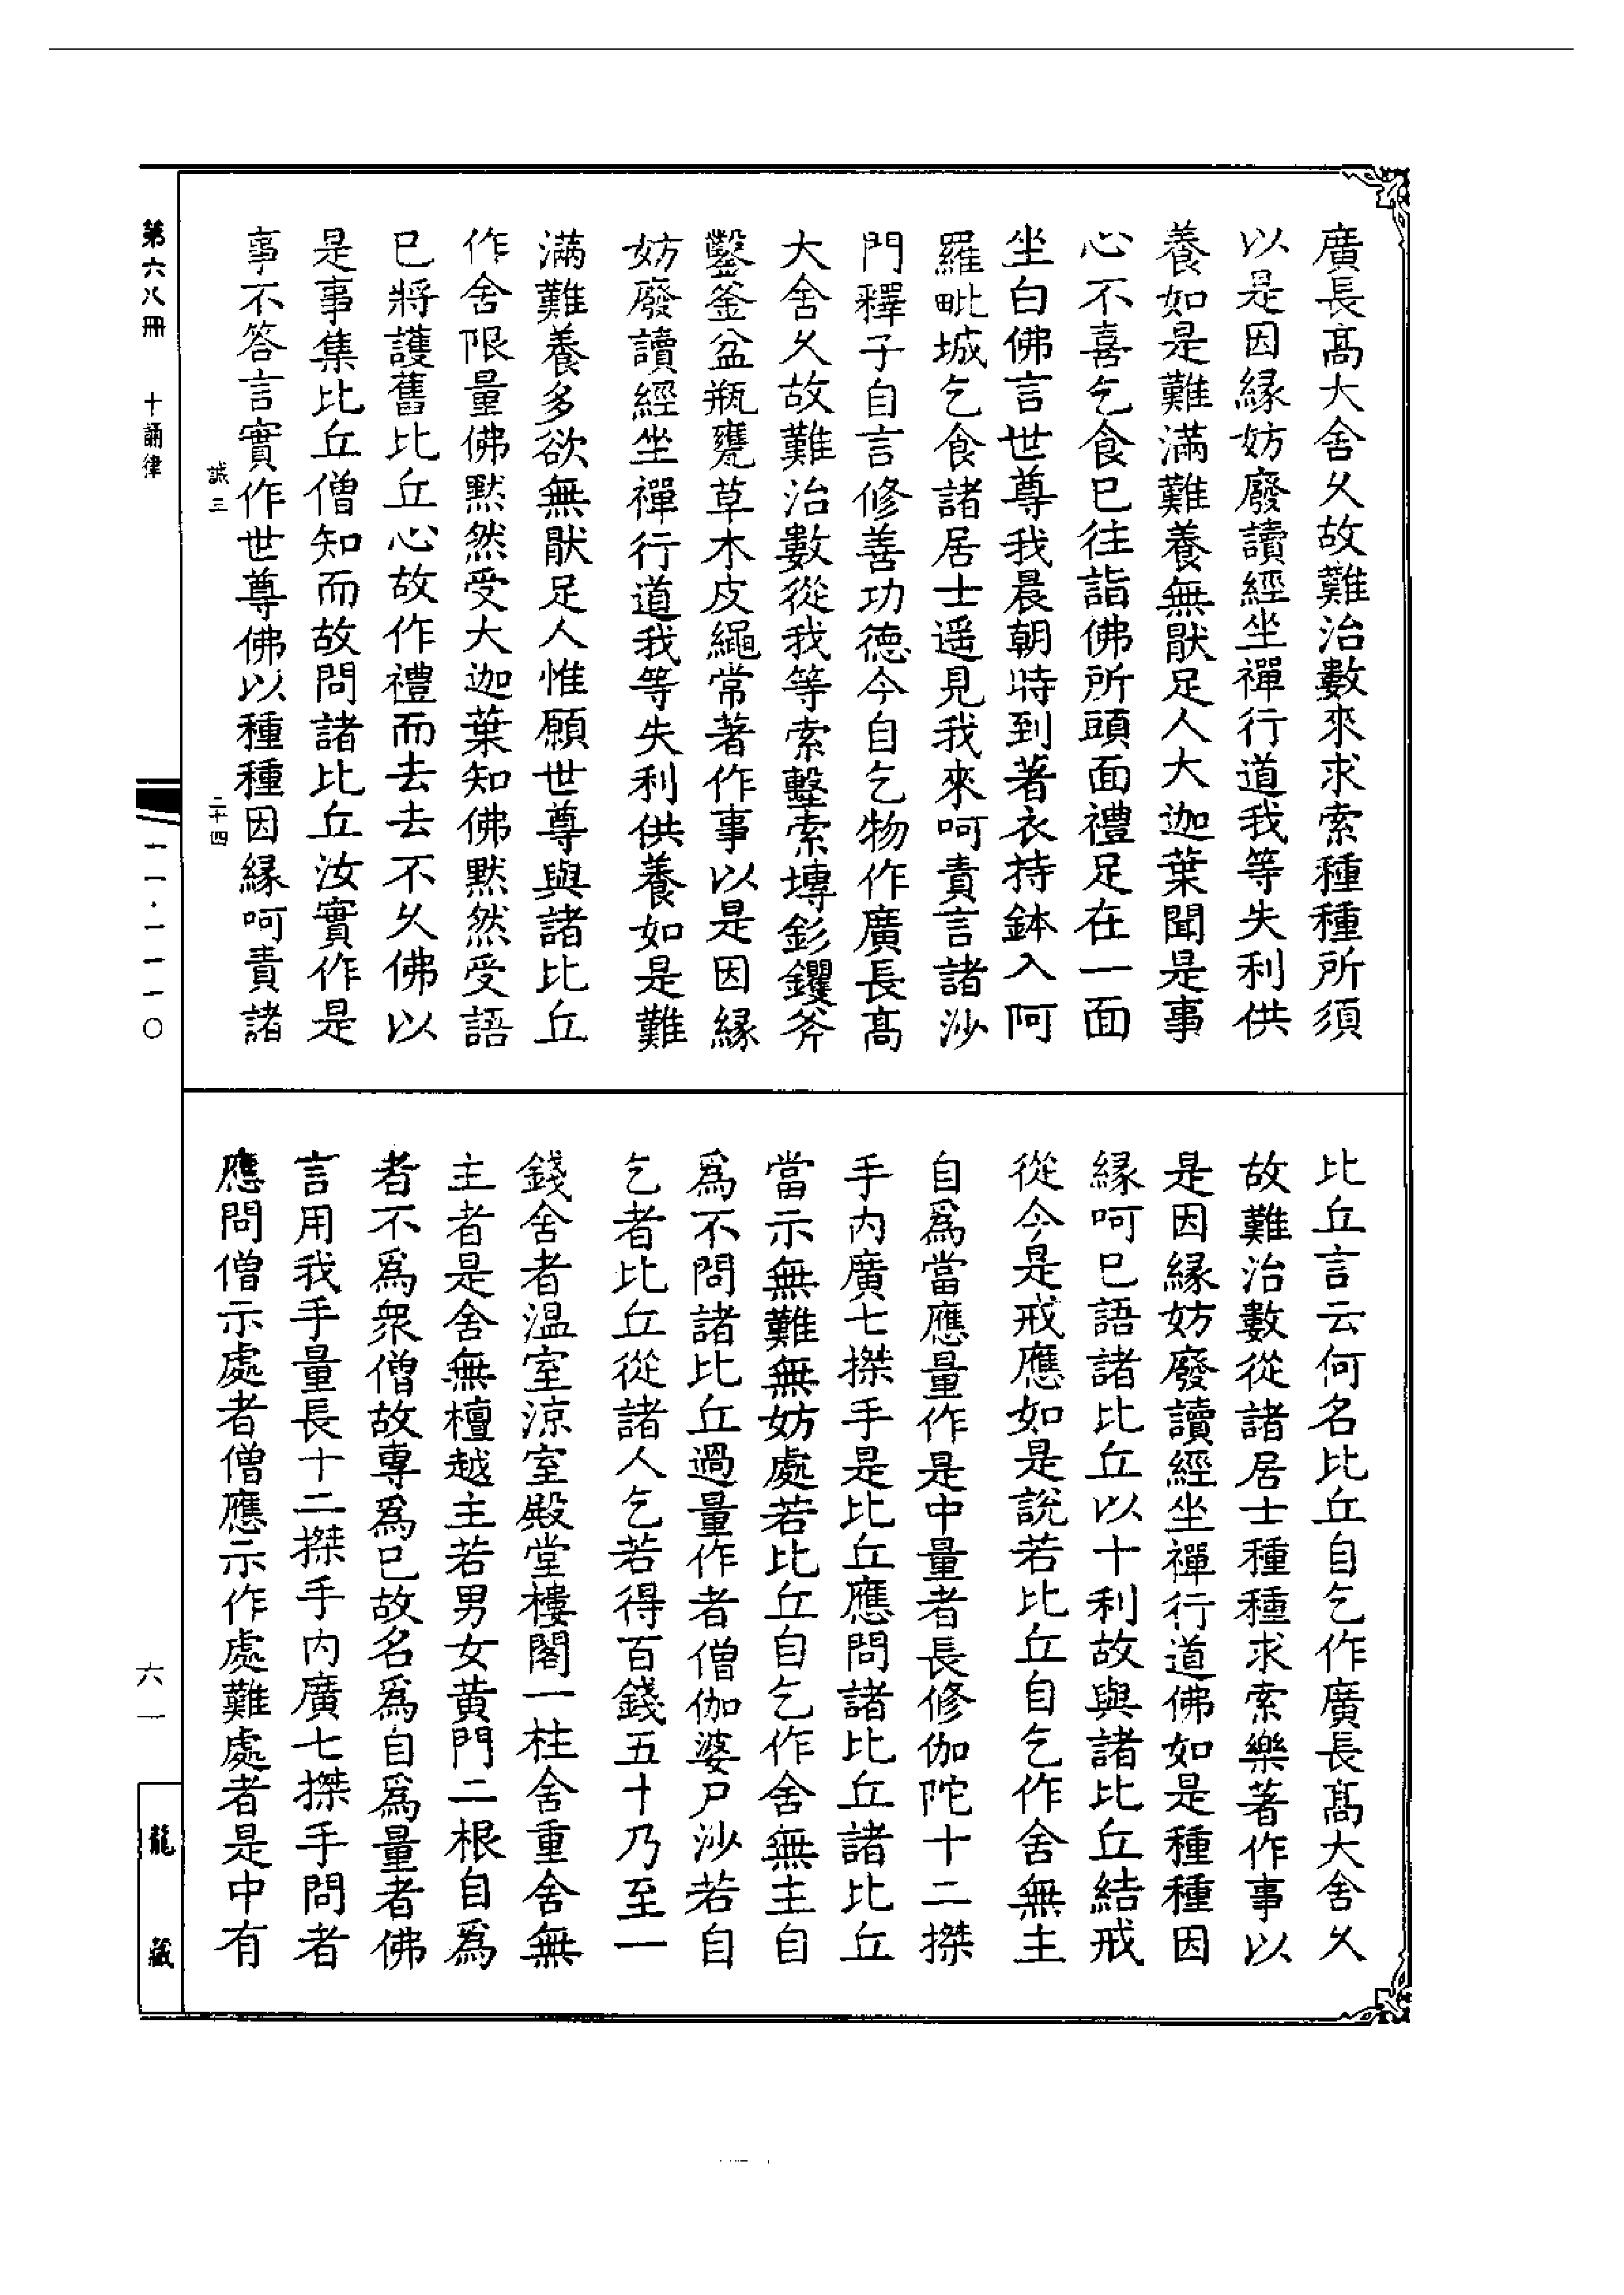 廣長高大舍久故難治數來求索種種所須
以是因縁妨廢讀經坐禪行道我等失利供
養如是難滿難養無猒足人大迦葉聞是事
心不喜乞食已往詣佛所頭面禮足在一面
坐白佛言世尊我晨朝時到著衣持鉢入阿
羅毗城乞食諸居士遥見我來呵責言諸沙
門釋子自言修善功德今自乞物作廣長高
大舍久故難治數從我等索墼索塼釤钁斧
鑿釜盆瓶甕草木皮繩常著作事以是因縁
妨廢讀經坐禪行道我等失利供養如是難
滿難養多欲無猒足人惟願世尊與諸比丘
作舍限量佛默然受大迦葉知佛默然受語
已將護舊比丘心故作禮而去去不久佛以
是事集比丘僧知而故問諸比丘汝實作是
事不答言實作世尊佛以種種因縁呵責諸
誠三
二十四
比丘言云何名比丘自乞作廣長高大舍久
故難治數從諸居士種種求索樂著作事以
是因縁妨廢讀經坐禪行道佛如是種種因
縁呵已語諸比丘以十利故與諸比丘結戒
從今是戒應如是說若比丘自乞作舍無主
自爲當應量作是中量者長修伽陀十二搩
手内廣七搩手是比丘應問諸比丘諸比丘
當示無難無妨處若比丘自乞作舍無主自
爲不問諸比丘過量作者僧伽婆尸沙若自
乞者比丘從諸人乞若得百錢五十乃至一
錢舍者温室涼室殿堂樓閣一柱舍重舍無
主者是舍無檀越主若男女黄門二根自爲
者不爲衆僧故專爲已故名爲自爲量者佛
言用我手量長十二搩手内廣七搩手問者
應問僧示處者僧應示作處難處者是中有
第六八冊
十誦律
一一·一一一〇
六一
龍藏